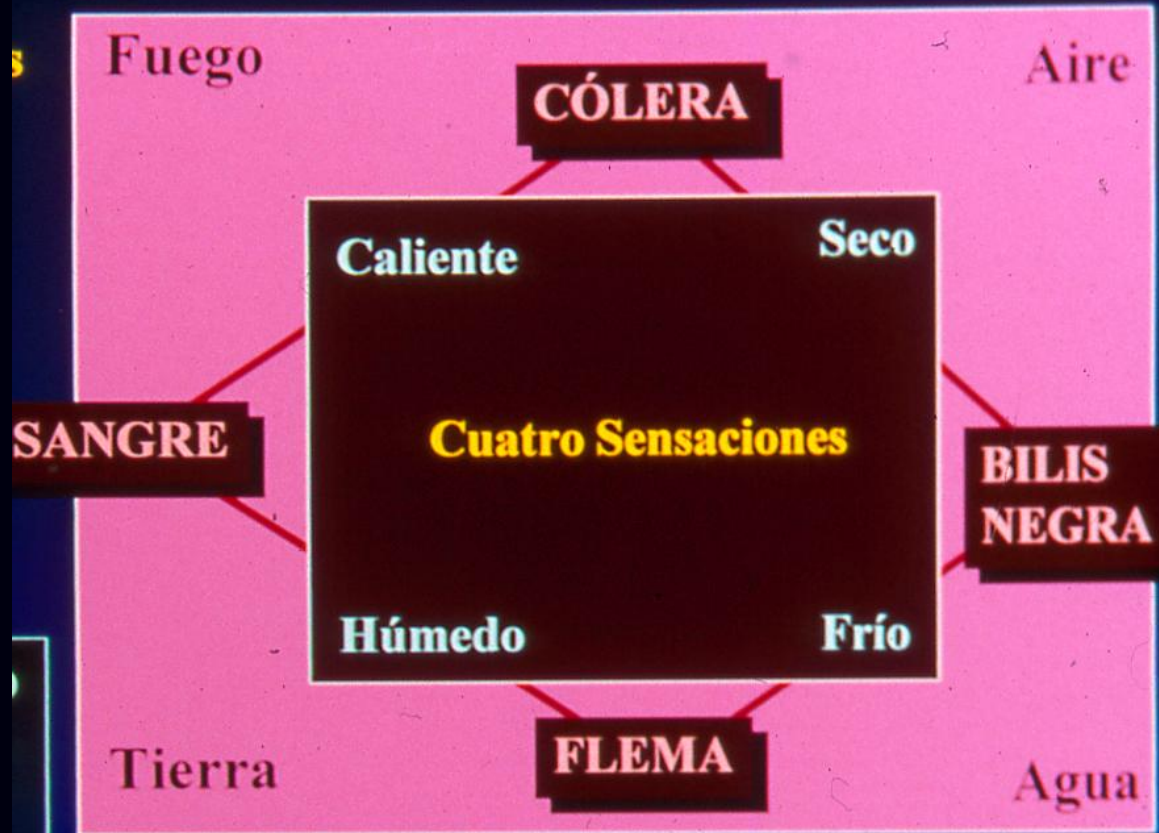 Fuego
Aire
CÓLERA
Caliente
Seco
SANGRE
Cuatro Sensaciones
BILIS
NEGRA
Húmedo
Frío
FLEMA
Tierra
Agua